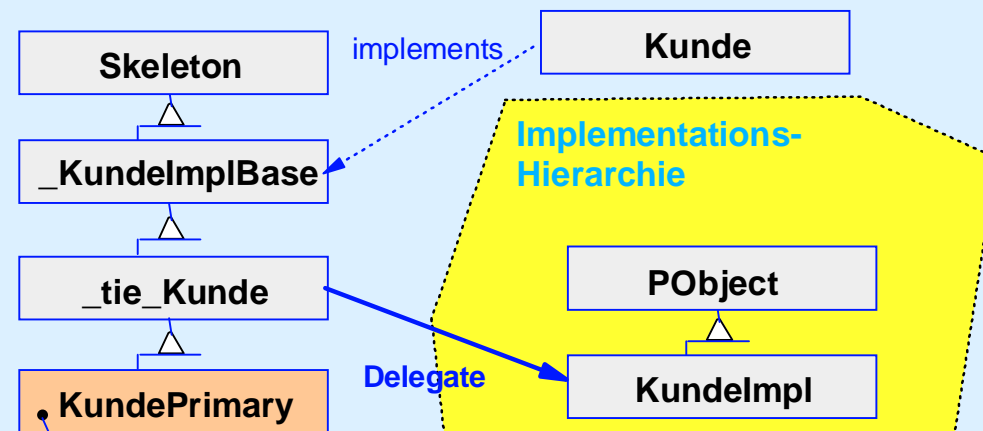 Skeleton
implements
Kunde
_KundeImplBase
Implementations-
Hierarchie
_tie_Kunde
PObject
Delegate
KundePrimary
KundeImpl